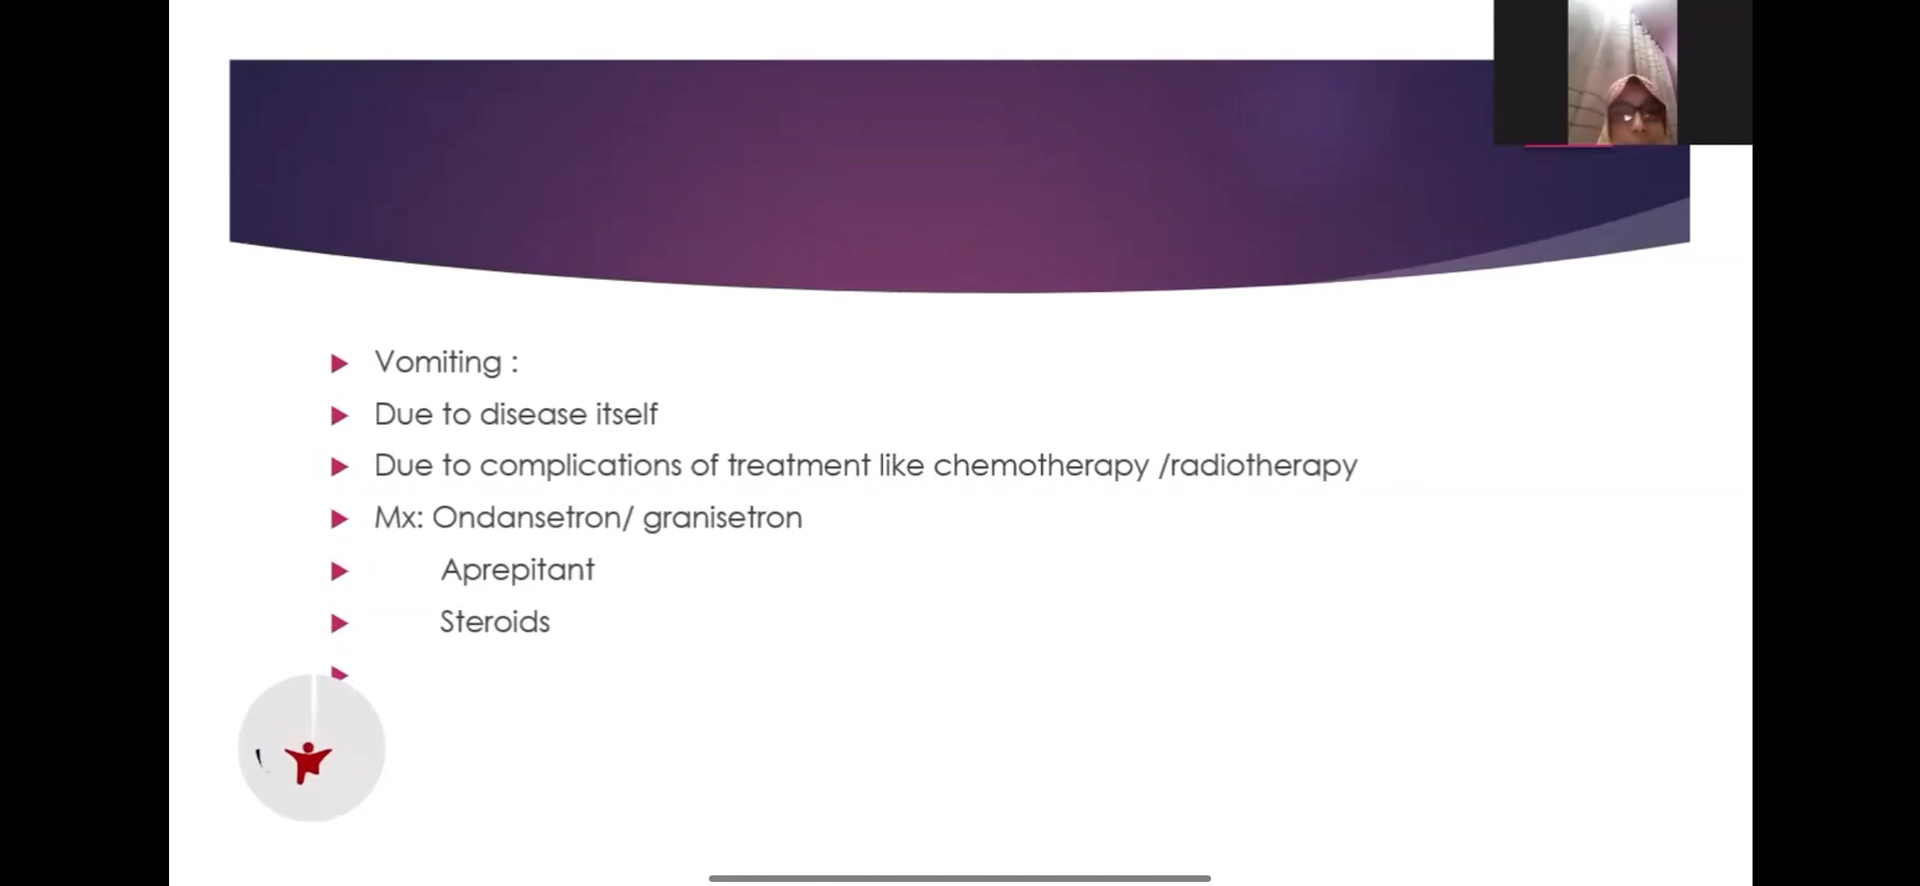 Vomiting :
Due to disease itself
Due to complications of treatment like chemotherapy /radiotherapy
Mx: Ondansetron/ granisetron
Aprepitant
Steroids